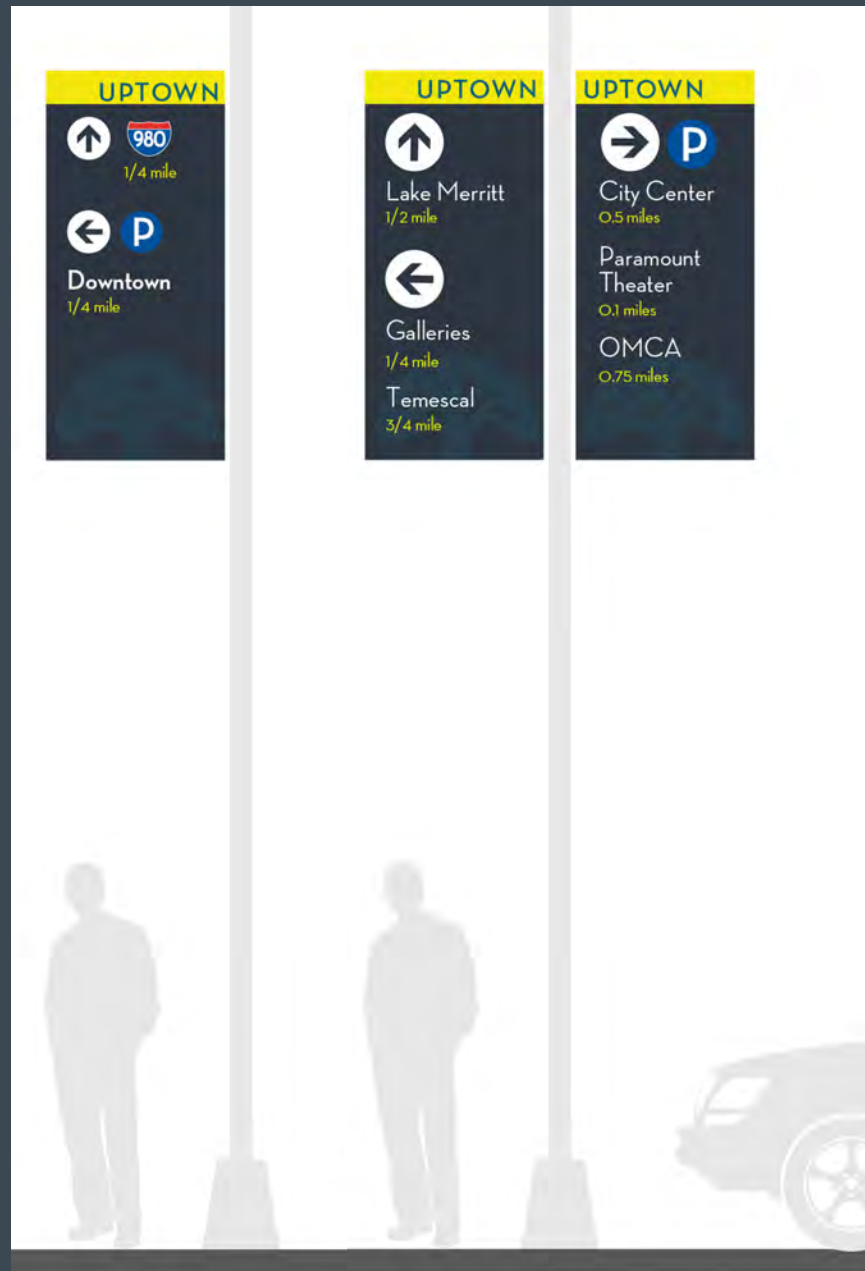 UPTOWN
980
1/4 mile
P
Downtown
1/4 mile
UPTOWN
Lake Merritt
1/2 mile
Galleries
1/4 mile
Temescal
3/4 mile
UPTOWN
P
City Center
0.5 miles
Paramount
Theater
0.1 miles
OMCA
0.75 miles